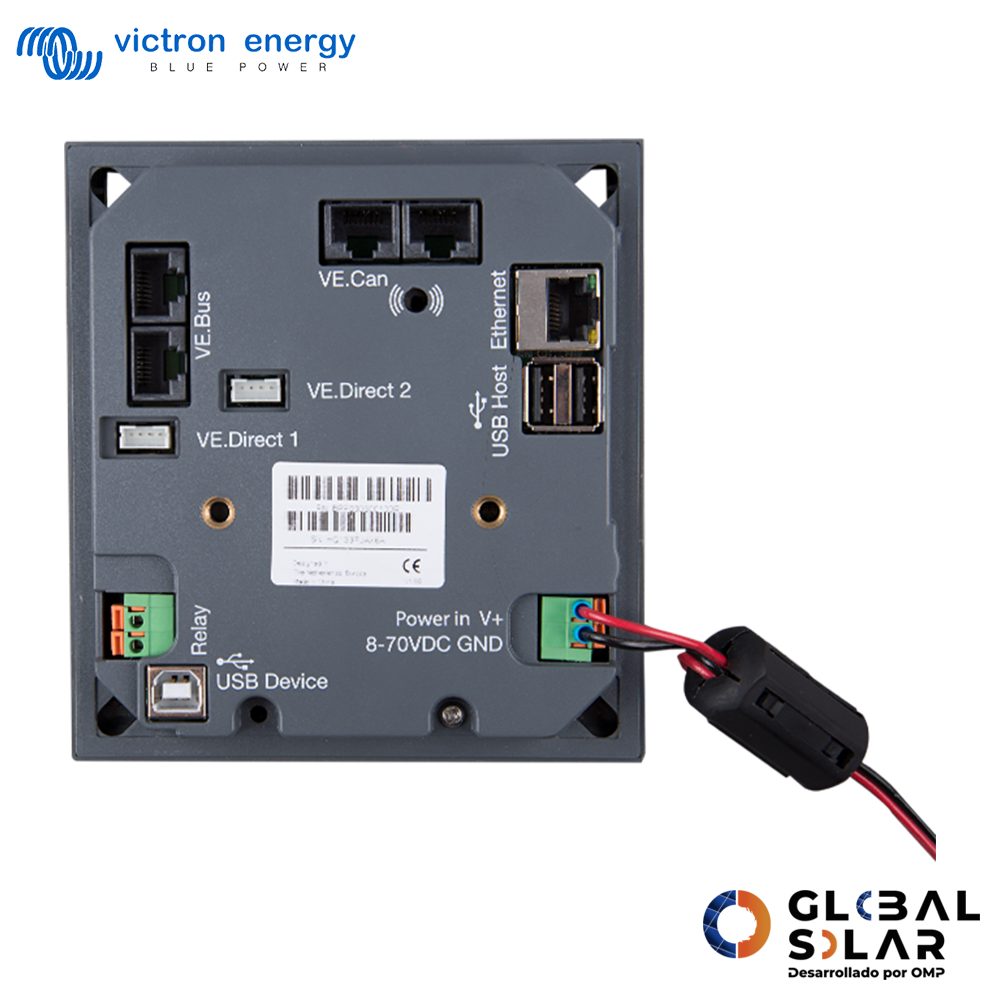 victron energy
BLUE POWER
VE.Can
Ethernet
VE.Bus
VE.Direct 2
USB Host
VE.Direct 1
CE
Relay
Power in V+
8-70VDC GND
USB Device
GLOBAL
SOLAR
Desarrollado por OMP